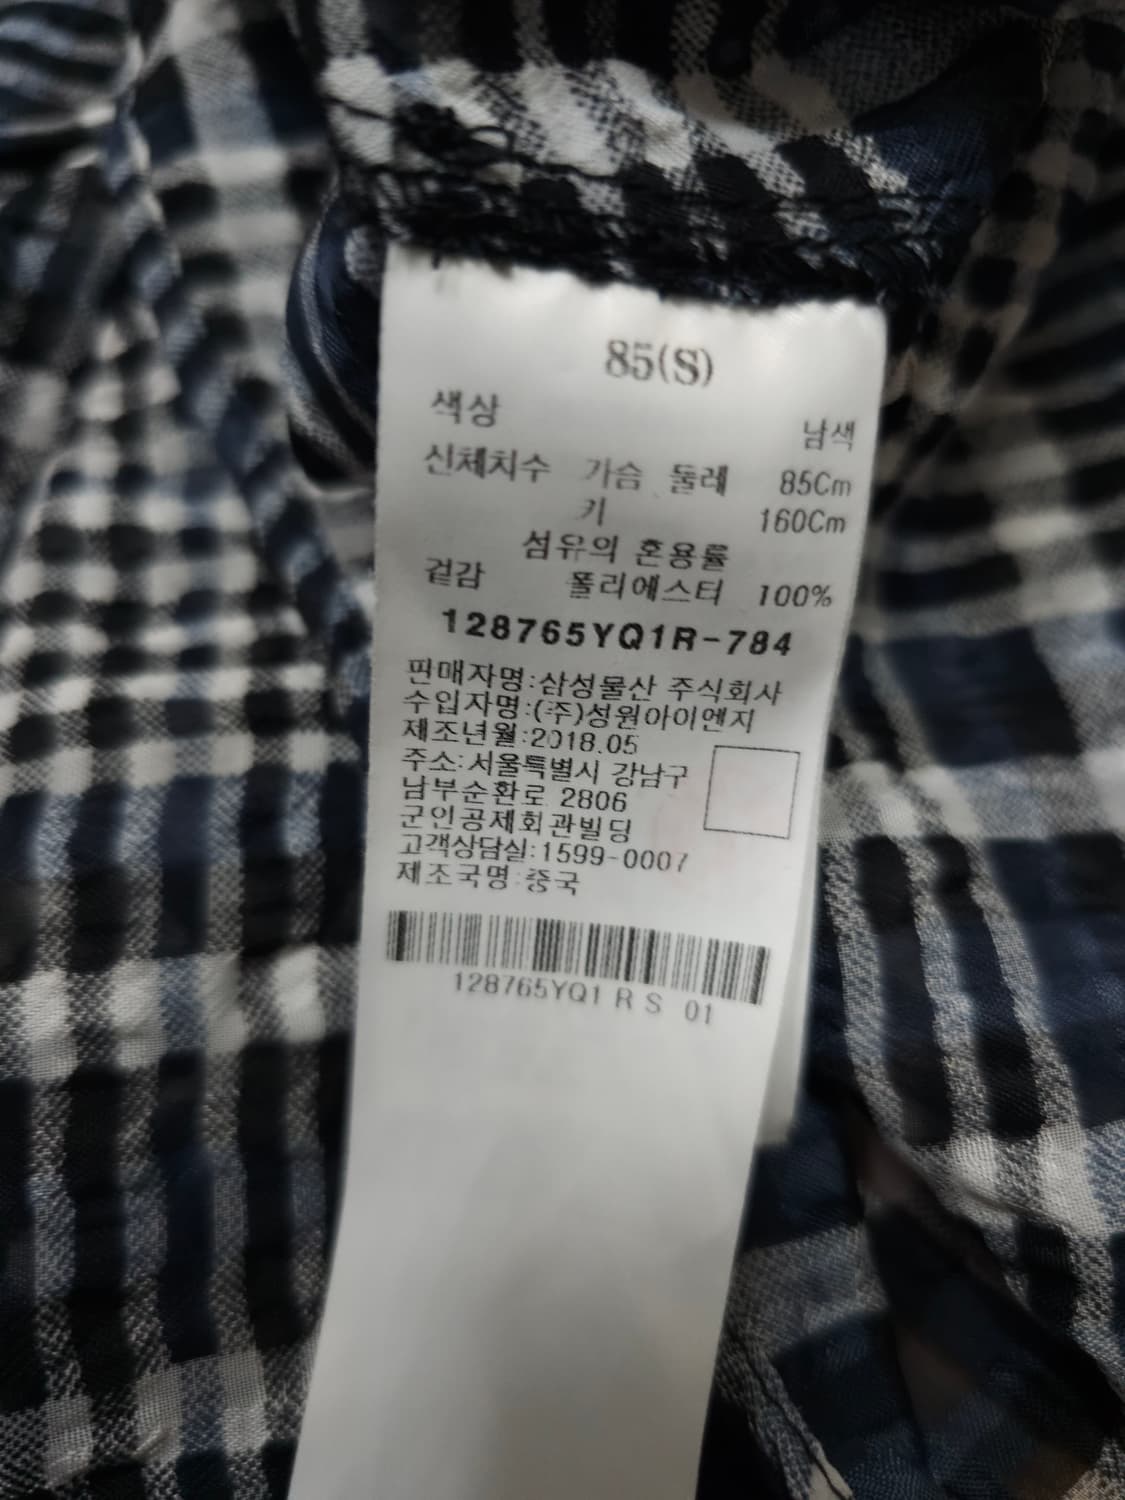 85(S)
색상 남색
신체치수 가슴 둘레 85Cm
키 160Cm
섬유의 혼용률
겉감 폴리에스터 100%
128765YQ1R-784
판매자명:삼성물산 주식회사
수입자명:(주)성원아이엔지
제조년월:2018.05
주소:서울특별시 강남구
남부순환로 2806
군인공제회관빌딩
고객상담실:1599-0007
제조국명:중국
128765YQ1 R S 01